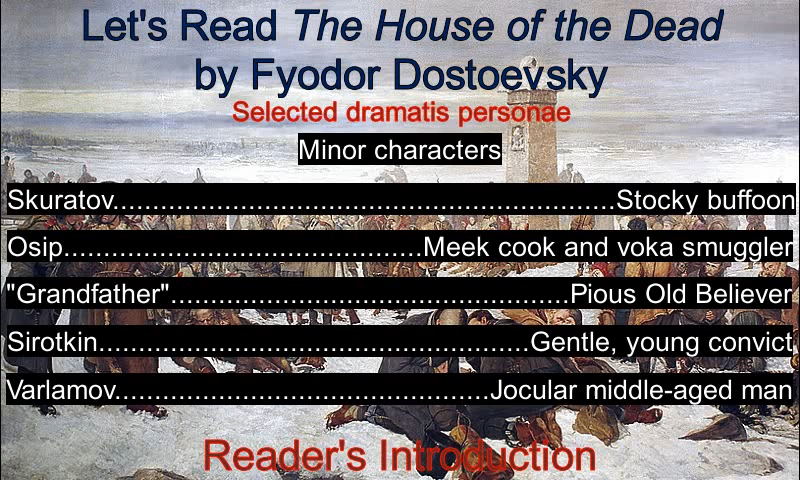 Let's Read The House of the Dead
by Fyodor Dostoevsky
Selected dramatis personae
Minor characters
Skuratov..............................................................Stocky buffoon
Osip.............................................Meek cook and voka smuggler
"Grandfather"..................................................Pious Old Believer
Sirotkin......................................................Gentle, young convict
Varlamov...............................................Jocular middle-aged man
Reader's Introduction